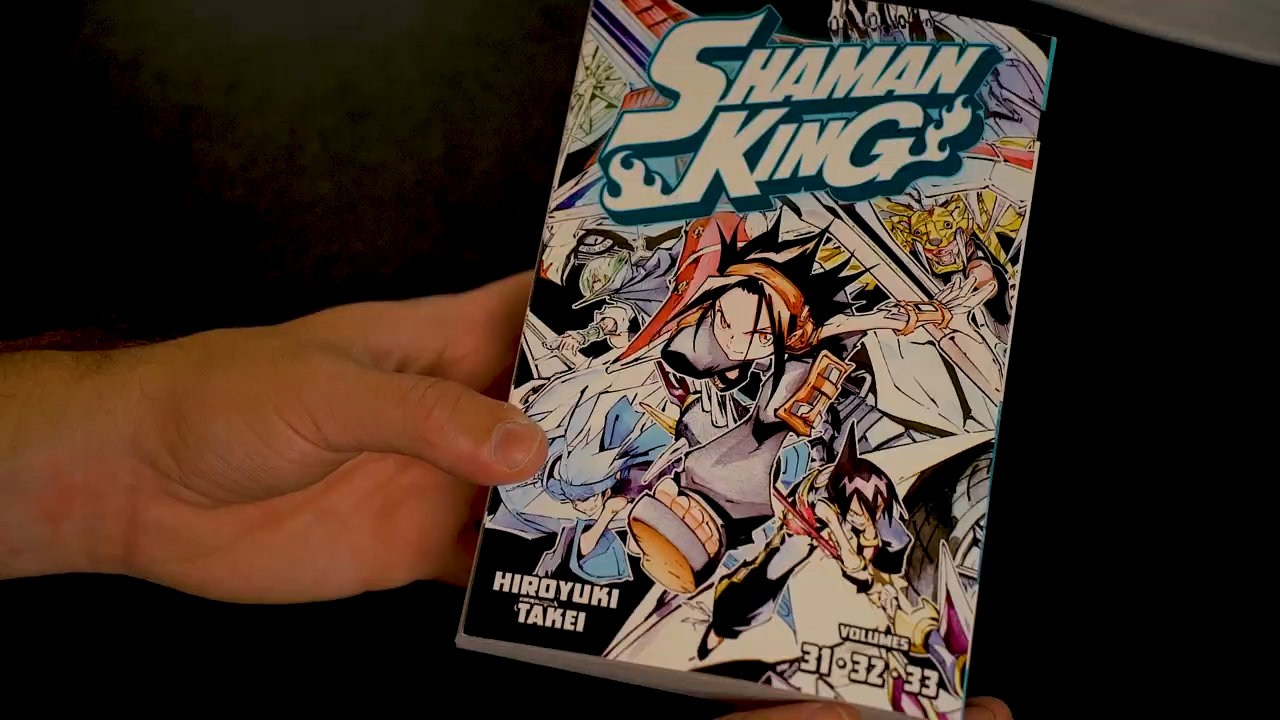 SHAMAN
KING
HIROYUKI
TAKEI
VOLUMES
31•32•33